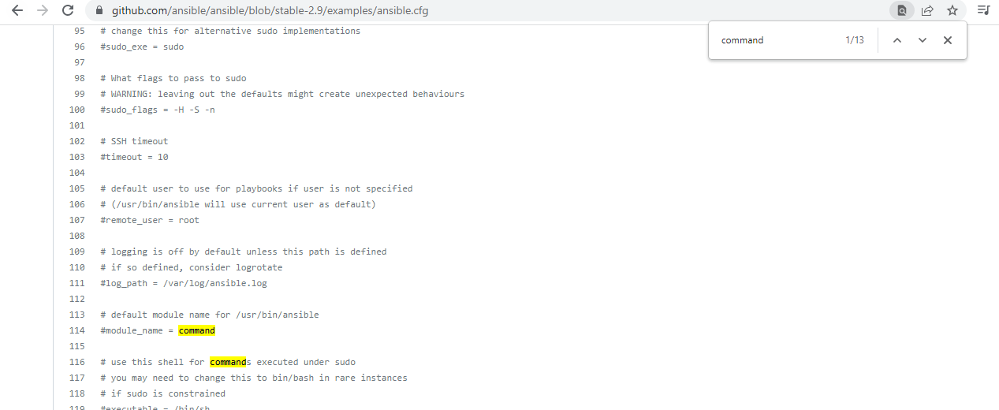 github.com/ansible/ansible/blob/stable-2.9/examples/ansible.cfg
command 1/13
95 # change this for alternative sudo implementations
96 #sudo_exe = sudo
97
98 # What flags to pass to sudo
99 # WARNING: leaving out the defaults might create unexpected behaviours
100 #sudo_flags = -H -S -n
101
102 # SSH timeout
103 #timeout = 10
104
105 # default user to use for playbooks if user is not specified
106 # (/usr/bin/ansible will use current user as default)
107 #remote_user = root
108
109 # logging is off by default unless this path is defined
110 # if so defined, consider logrotate
111 #log_path = /var/log/ansible.log
112
113 # default module name for /usr/bin/ansible
114 #module_name = command
115
116 # use this shell for commands executed under sudo
117 # you may need to change this to bin/bash in rare instances
118 # if sudo is constrained
119 #executable = /bin/sh